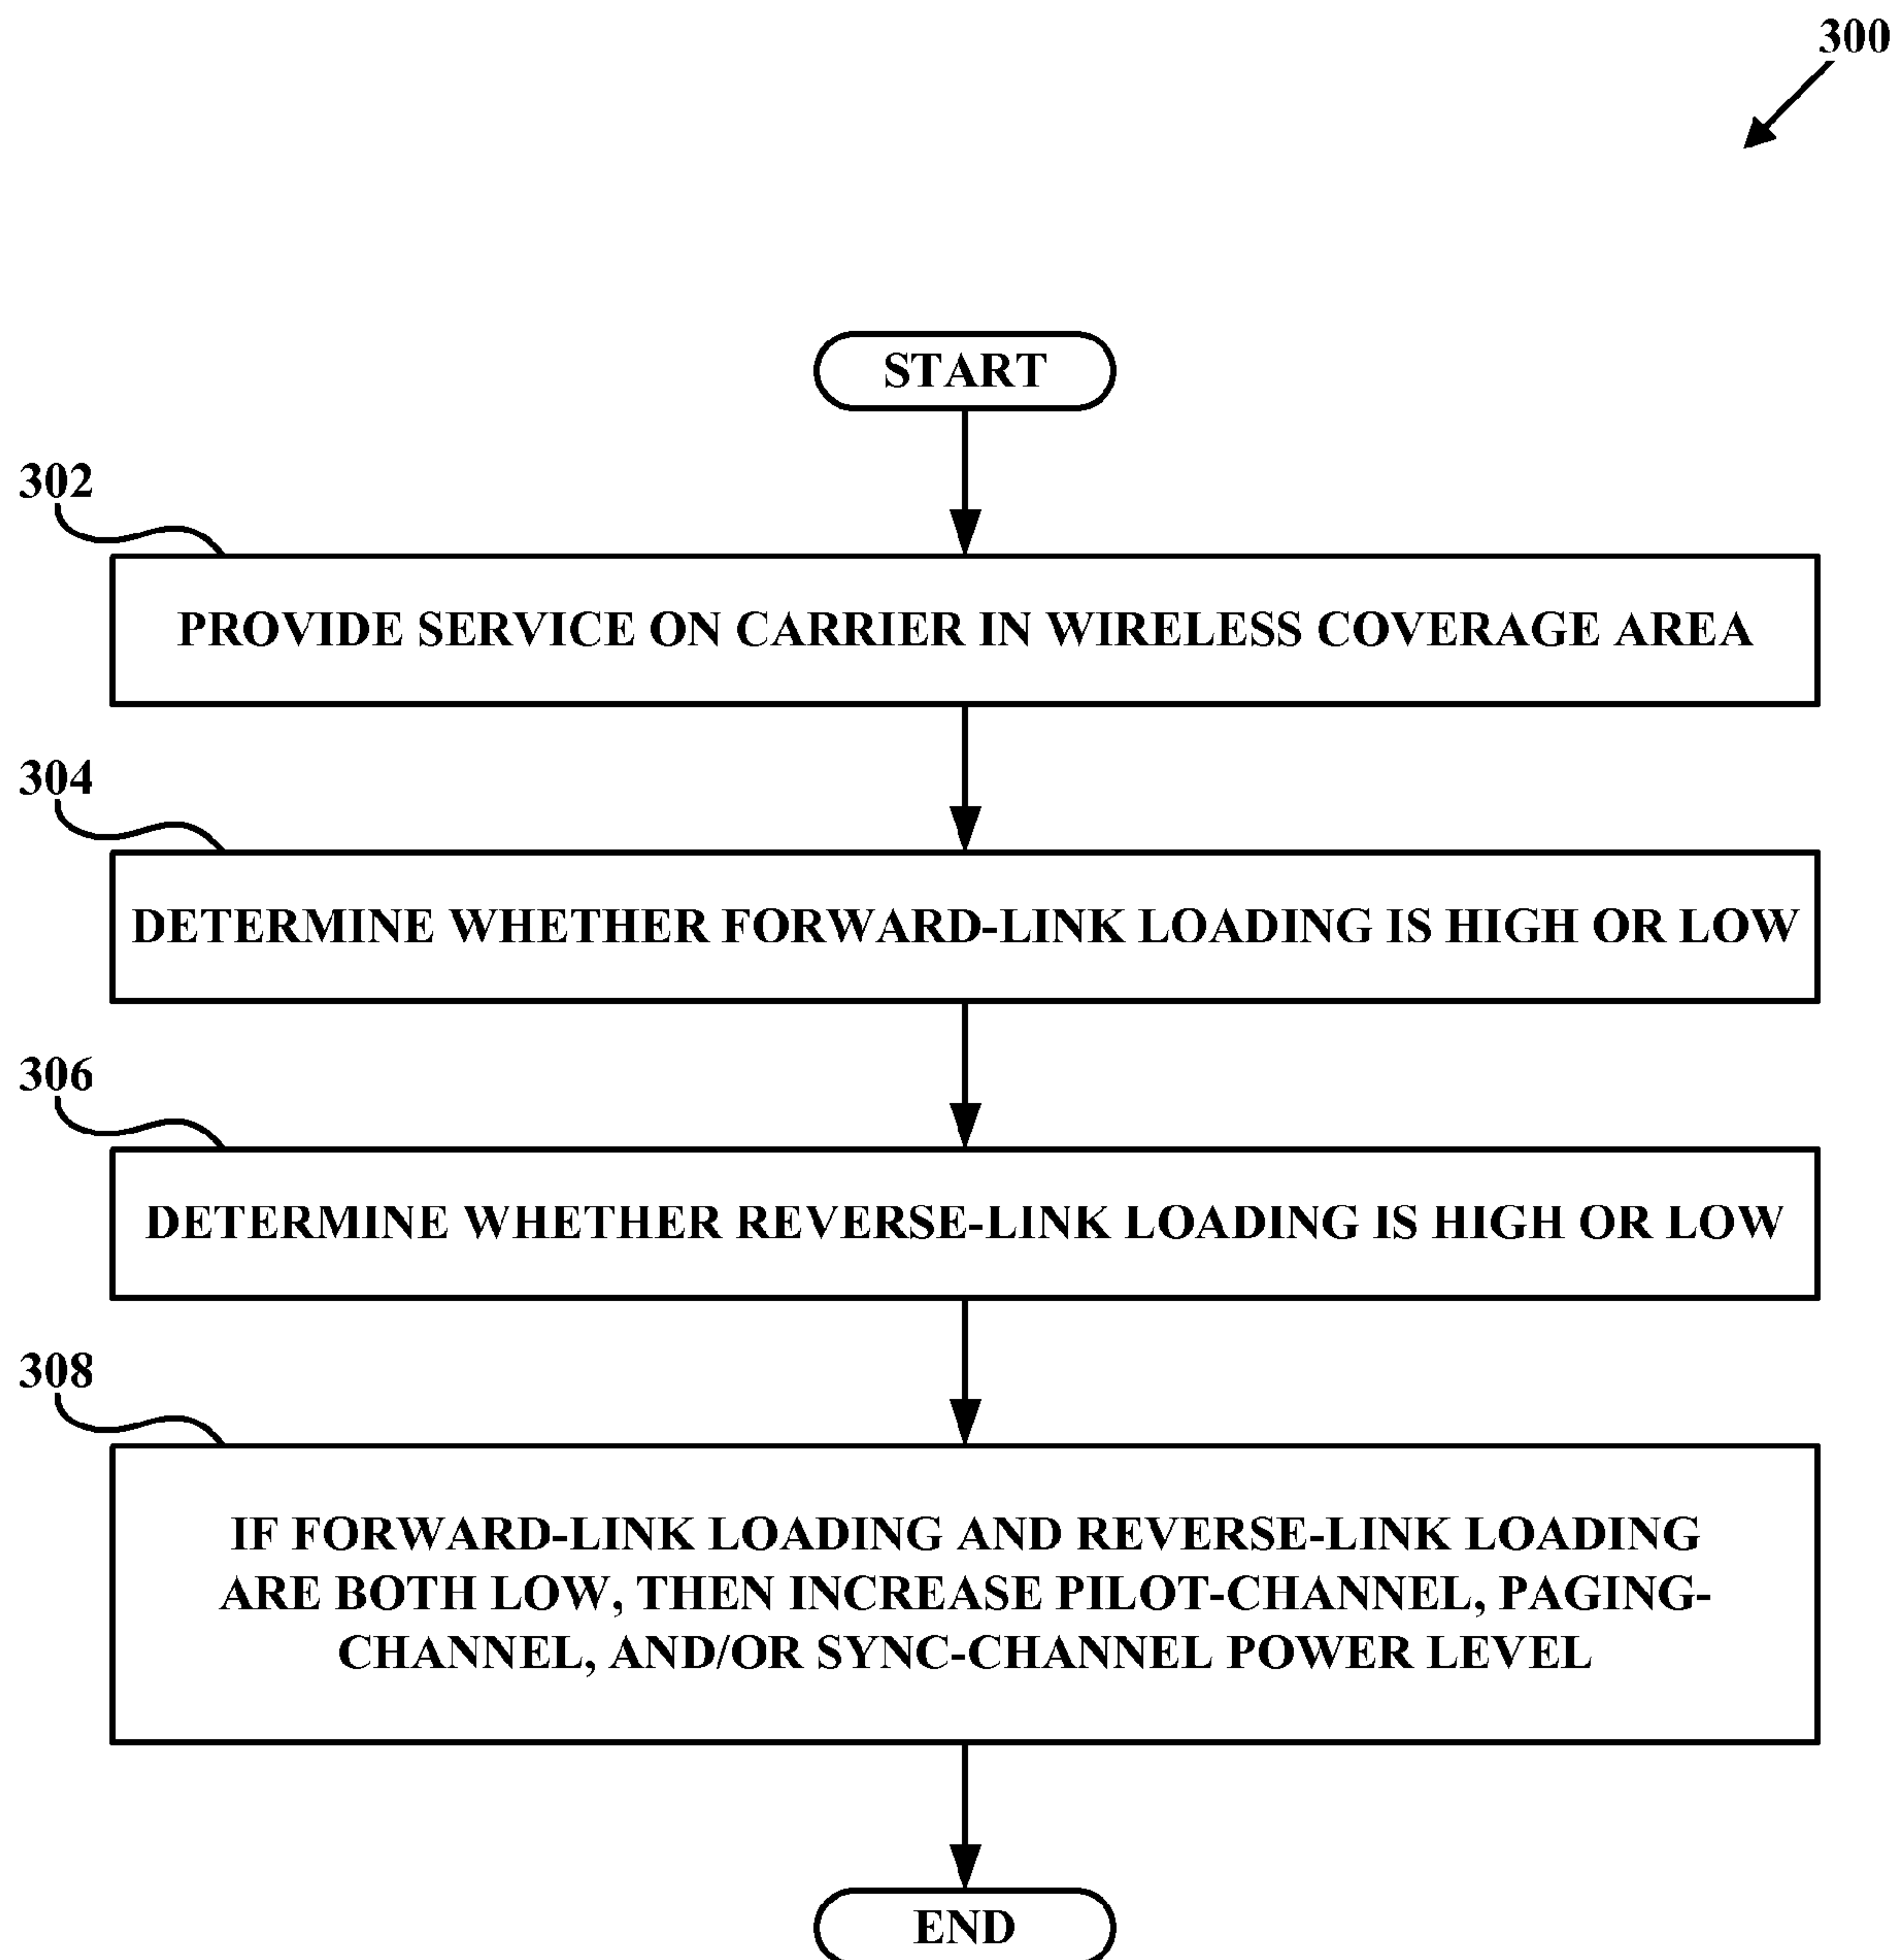 300
START
302
PROVIDE SERVICE ON CARRIER IN WIRELESS COVERAGE AREA
304
DETERMINE WHETHER FORWARD-LINK LOADING IS HIGH OR LOW
306
DETERMINE WHETHER REVERSE-LINK LOADING IS HIGH OR LOW
308
IF FORWARD-LINK LOADING AND REVERSE-LINK LOADING
ARE BOTH LOW, THEN INCREASE PILOT-CHANNEL, PAGING-
CHANNEL, AND/OR SYNC-CHANNEL POWER LEVEL
END